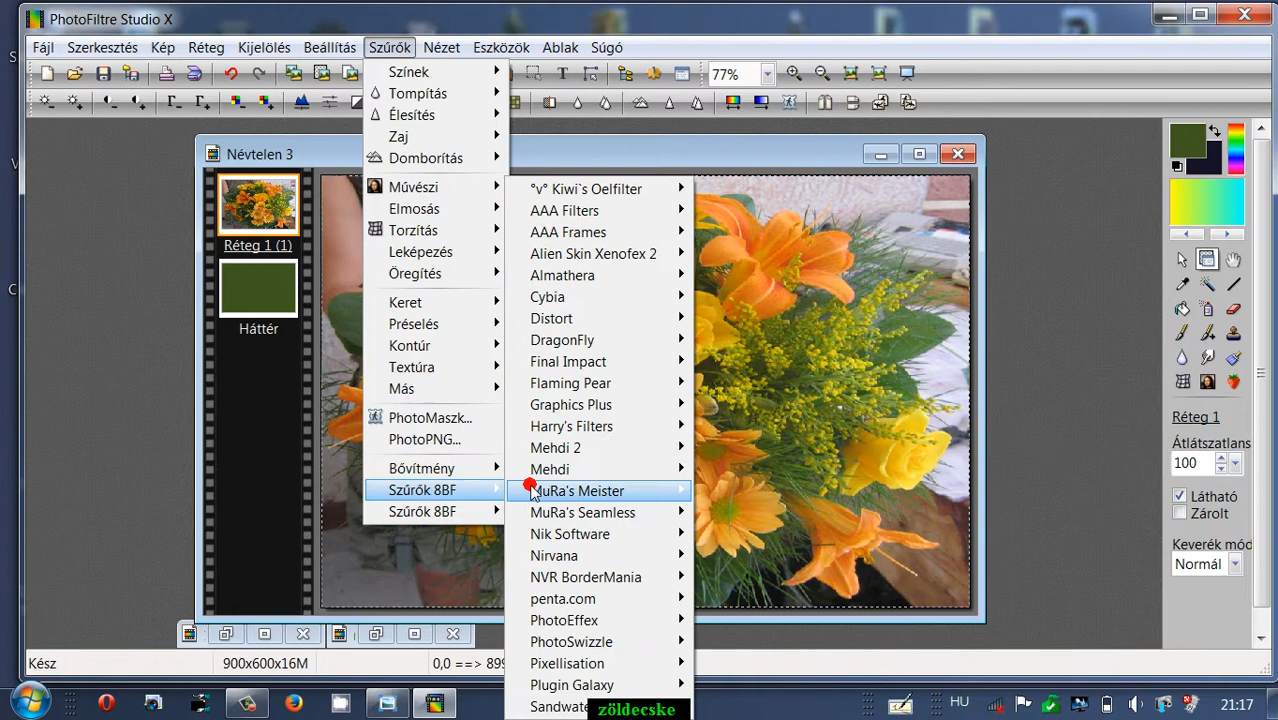 PhotoFiltre Studio X
Fájl Szerkesztés Kép Réteg Kijelölés Beállítás Szűrők Nézet Eszközök Ablak Súgó
77%
Névtelen 3
Réteg 1 (1)
Háttér
Színek
Tompítás
Élesítés
Zaj
Domborítás
Művészi
Elmosás
Torzítás
Leképezés
Öregítés
Keret
Préselés
Kontúr
Textúra
Más
PhotoMaszk...
PhotoPNG...
Bővítmény
Szűrők 8BF
Szűrők 8BF
°v° Kiwi`s Oelfilter
AAA Filters
AAA Frames
Alien Skin Xenofex 2
Almathera
Cybia
Distort
DragonFly
Final Impact
Flaming Pear
Graphics Plus
Harry's Filters
Mehdi 2
Mehdi
MuRa's Meister
MuRa's Seamless
Nik Software
Nirvana
NVR BorderMania
penta.com
PhotoEffex
PhotoSwizzle
Pixellisation
Plugin Galaxy
Réteg 1
Átlátszatlans
100
Látható
Zárolt
Keverék mód
Normál
Kész
900x600x16M
zöldecske
HU
21:17